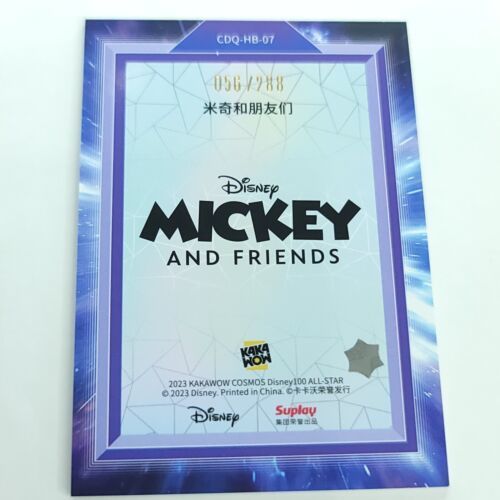 CDQ-HB-07
056/288
米奇和朋友们
Disney
MICKEY
AND FRIENDS
KAKA
WOW
2023 KAKAWOW COSMOS Disney100 ALL-STAR
© 2023 Disney. Printed in China. ©卡卡沃荣誉发行
Disney Suplay
集团荣誉出品